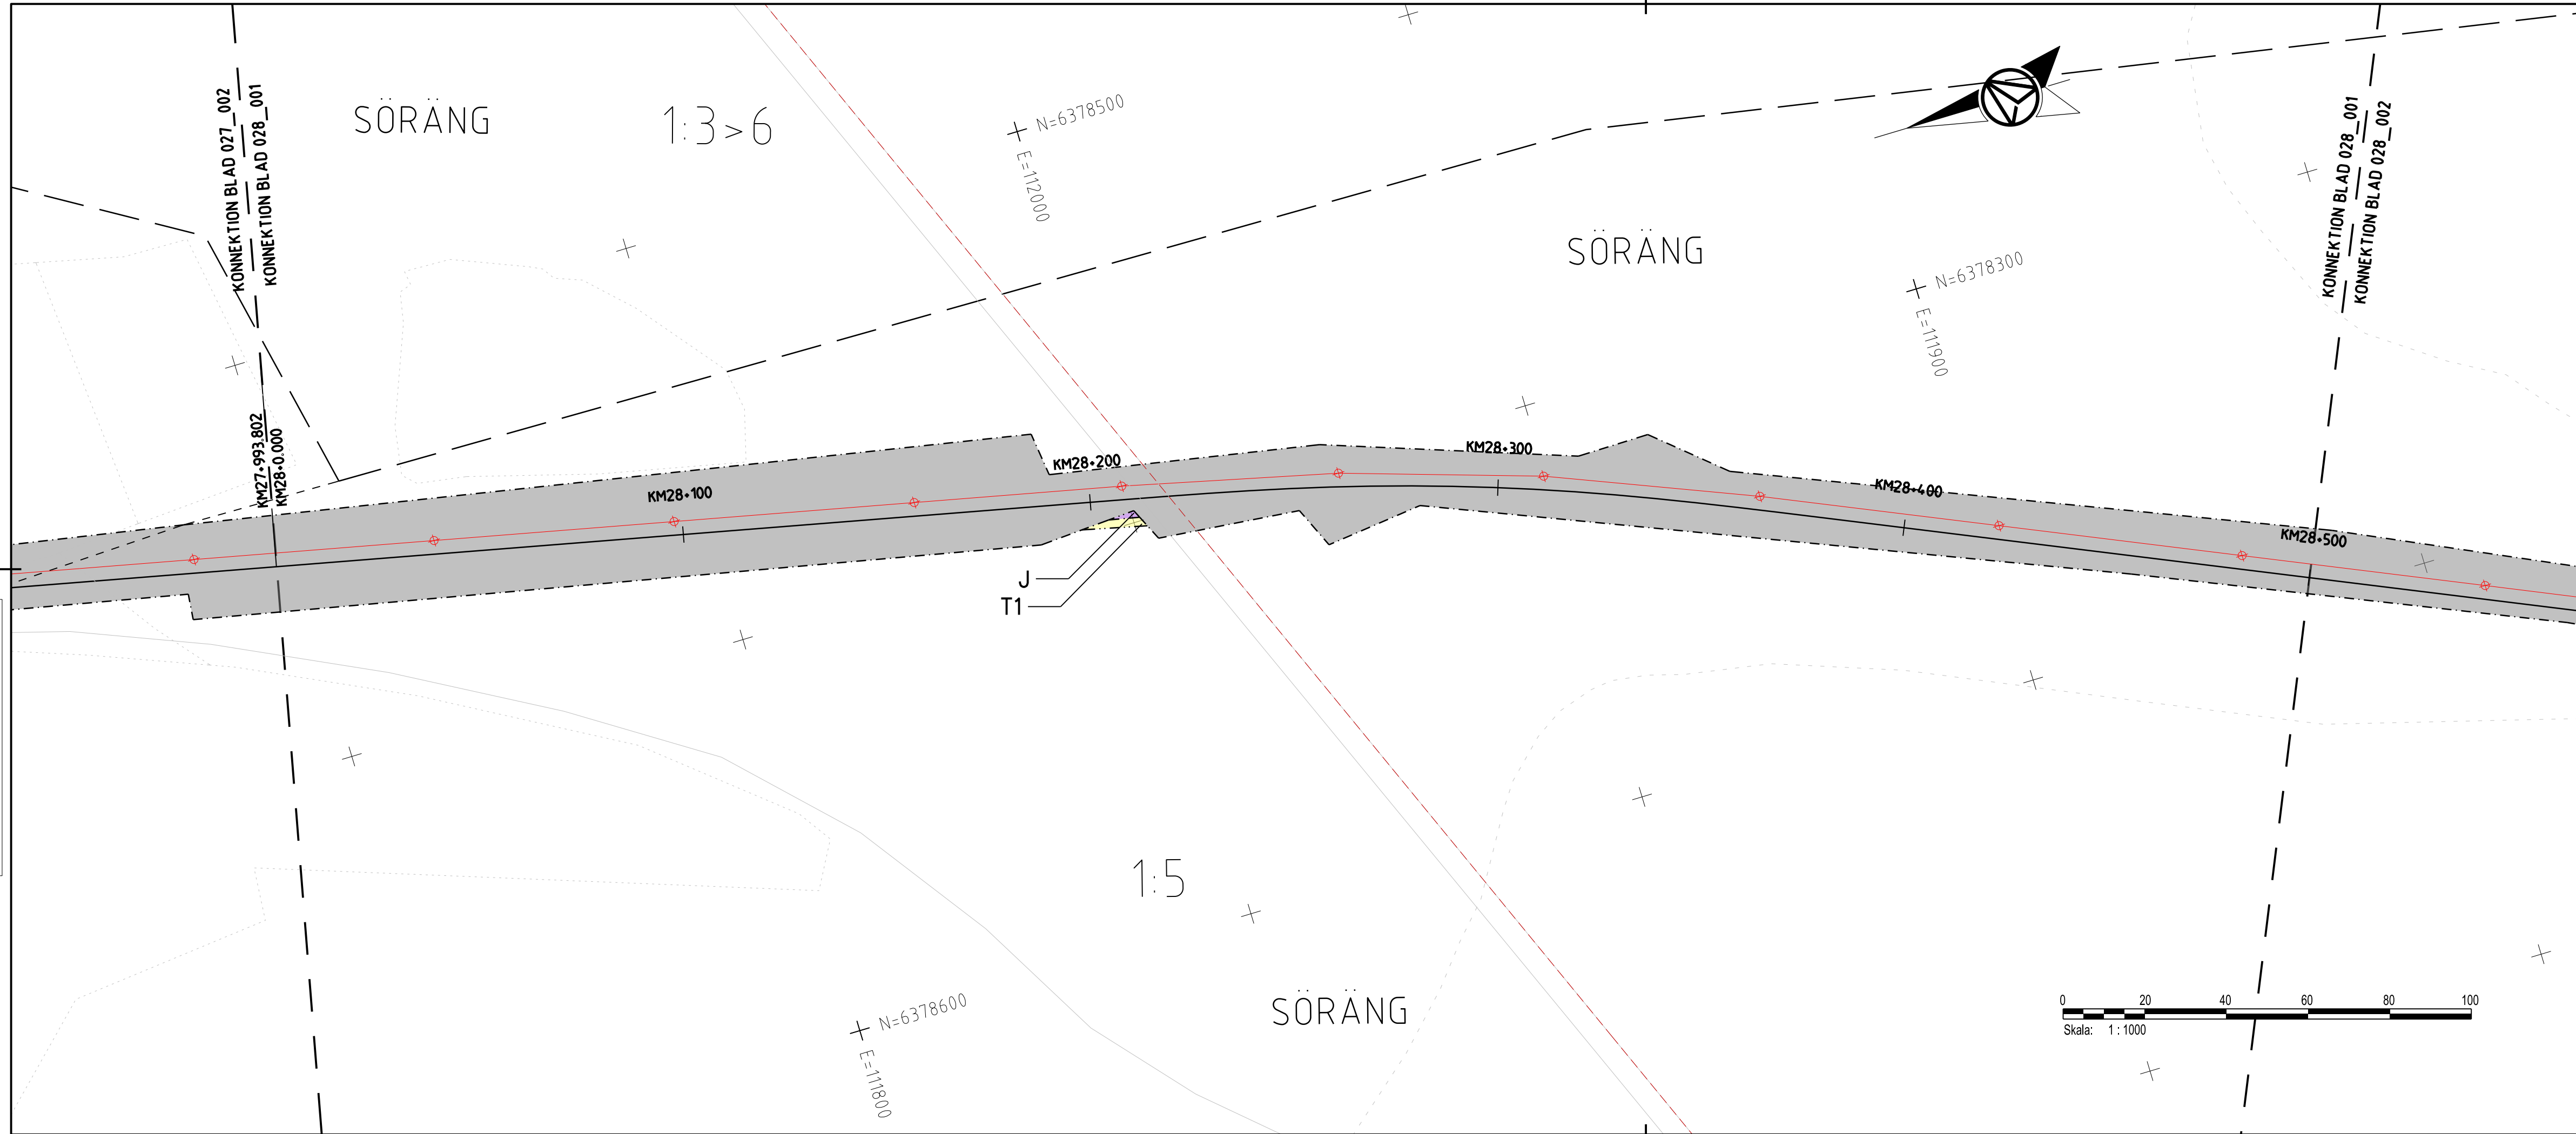 KONNEKTION BLAD 027_002
KONNEKTION BLAD 028_001
SÖRÄNG
1:3>6
N=6378500
E=112000
SÖRÄNG
N=6378300
E=111900
KONNEKTION BLAD 028_001
KONNEKTION BLAD 028_002
KM27+993.802
KM28+0.000
KM28+100
KM28+200
KM28+300
KM28+400
KM28+500
J
T1
1:5
SÖRÄNG
N=6378600
E=111800
0 20 40 60 80 100
Skala: 1 : 1000